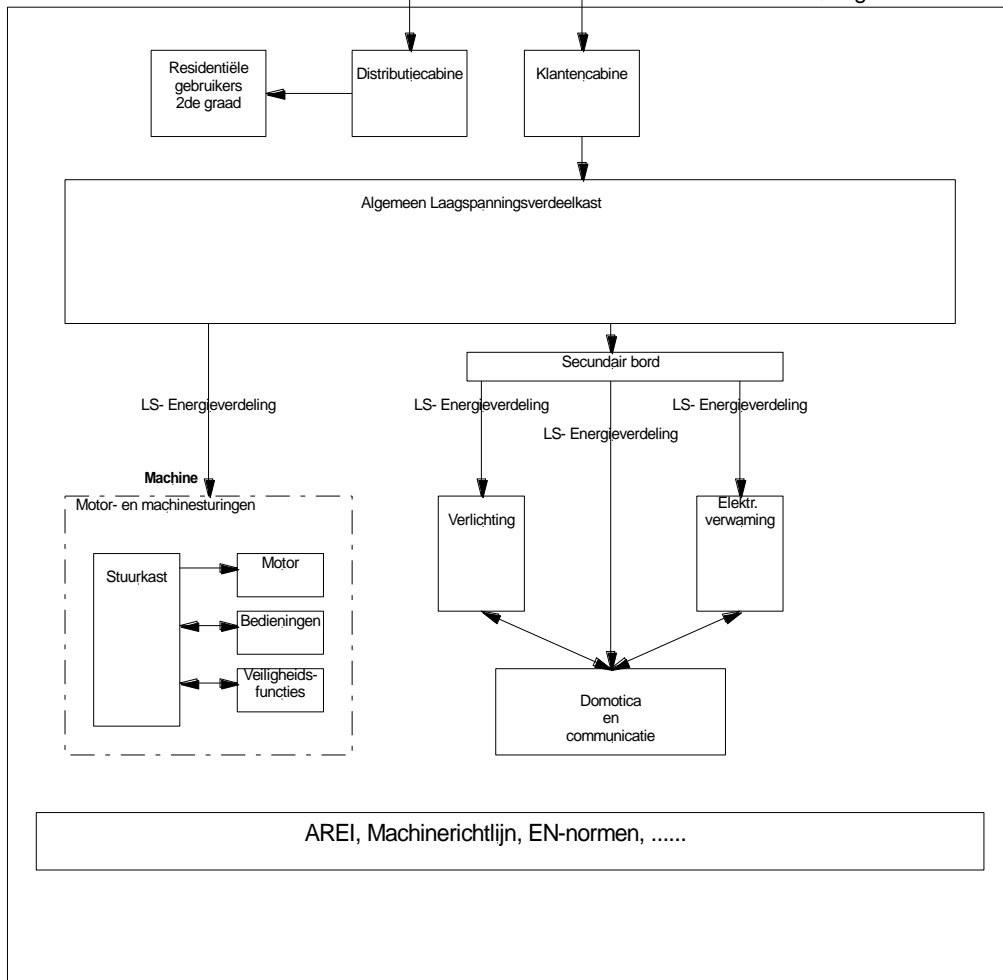 Residentiële
gebruikers
2de graad
Distributiecabine
Klantencabine
Algemeen Laagspanningsverdeelkast
Secundair bord
LS- Energieverdeling
LS- Energieverdeling
LS- Energieverdeling
LS- Energieverdeling
Machine
Motor- en machinesturingen
Stuurkast
Motor
Bedieningen
Veiligheids-
functies
Verlichting
Elektr.
verwaming
Domotica
en
communicatie
AREI, Machinerichtlijn, EN-normen, ......